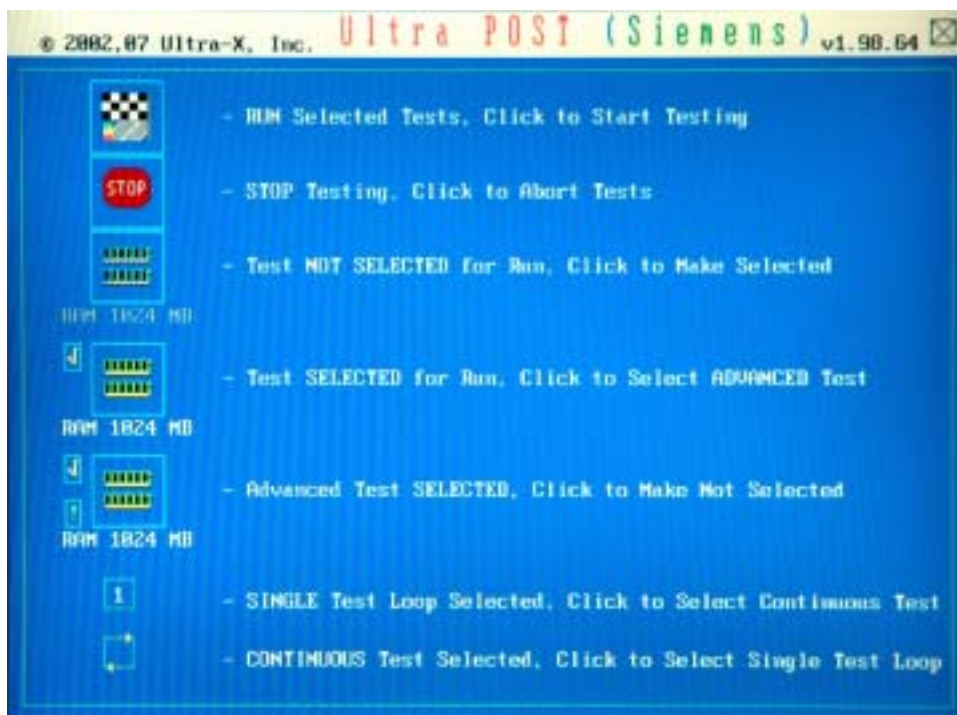 © 2002,07 Ultra-X, Inc. Ultra POST (Siemens) v1.98.64
- RUN Selected Tests, Click to Start Testing
STOP - STOP Testing, Click to Abort Tests
- Test NOT SELECTED for Run, Click to Make Selected
RAM 1024 MB
- Test SELECTED for Run, Click to Select ADVANCED Test
RAM 1024 MB
- Advanced Test SELECTED, Click to Make Not Selected
RAM 1024 MB
1 - SINGLE Test Loop Selected, Click to Select Continuous Test
- CONTINUOUS Test Selected, Click to Select Single Test Loop